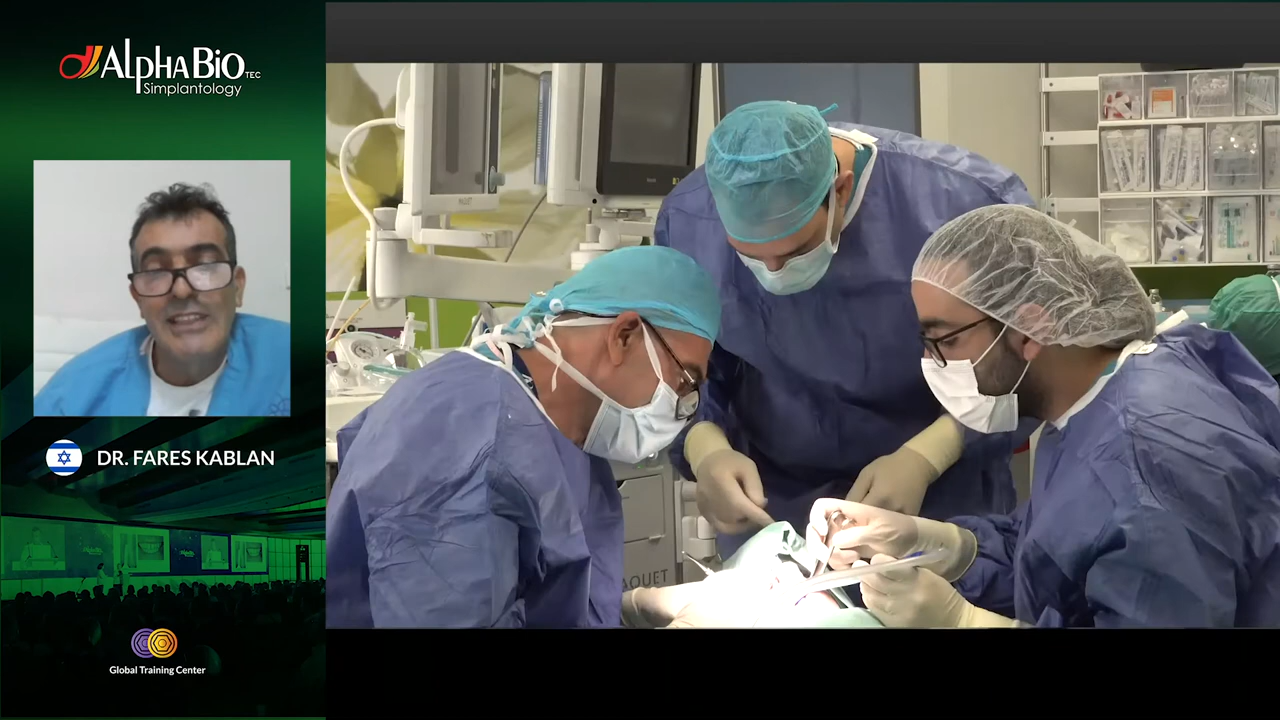 AlphaBio TEC
Simplantology
DR. FARES KABLAN
Global Training Center
AQUET